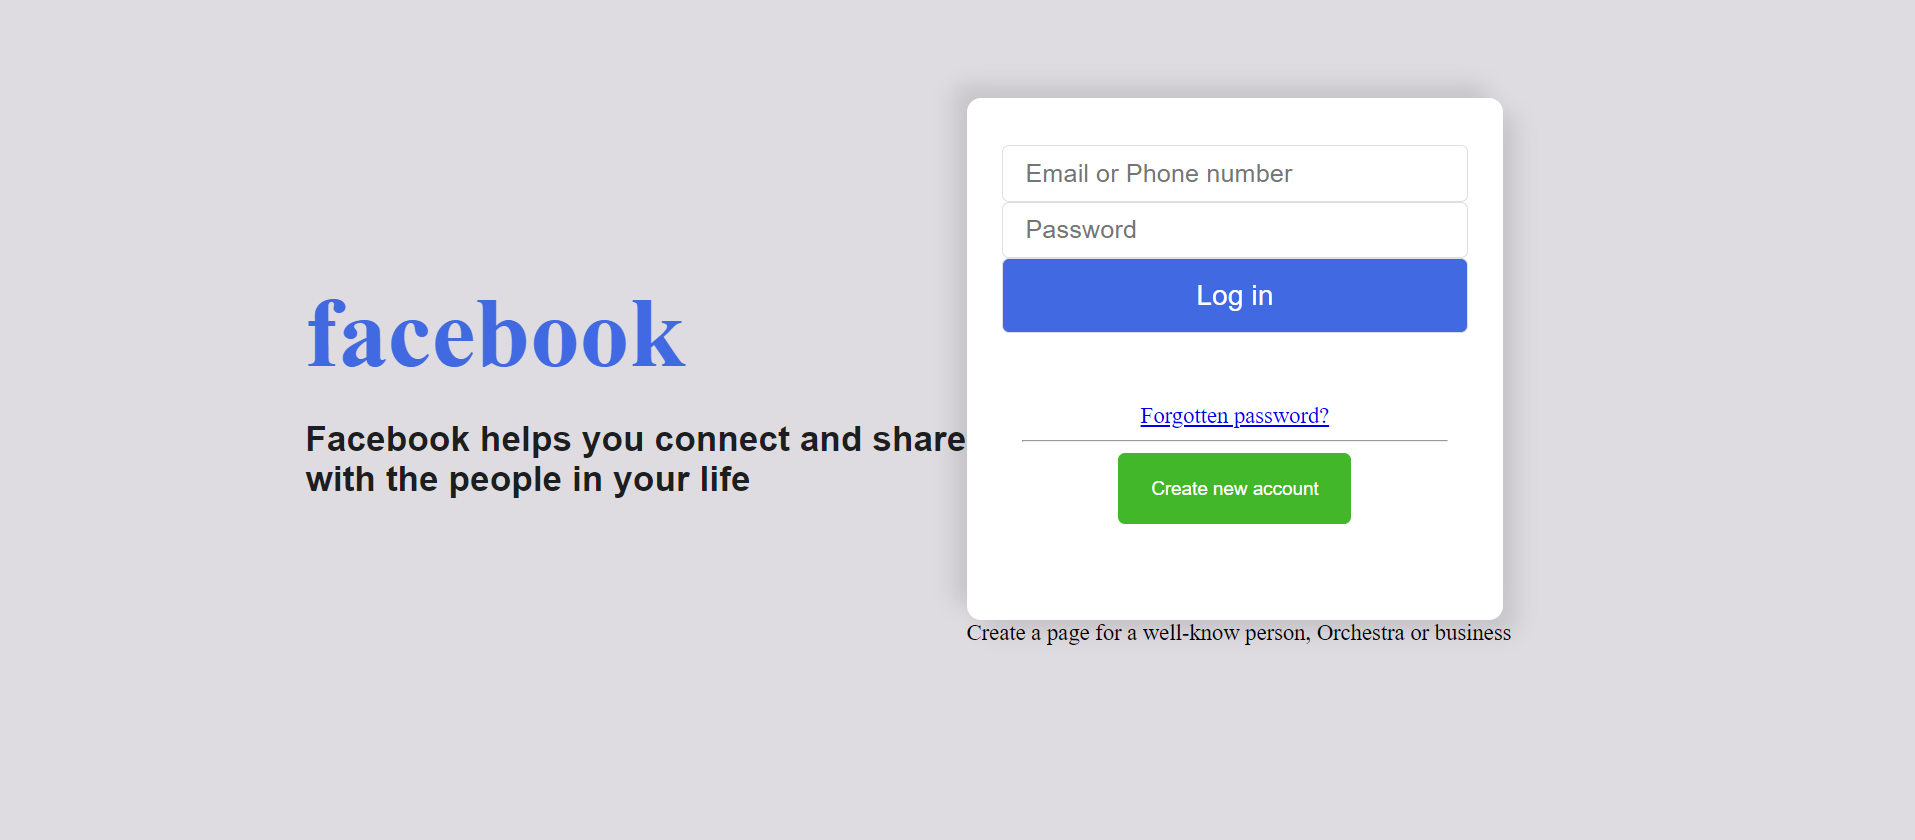 facebook
Facebook helps you connect and share
with the people in your life
Email or Phone number
Password
Log in
Forgotten password?
Create new account
Create a page for a well-know person, Orchestra or business